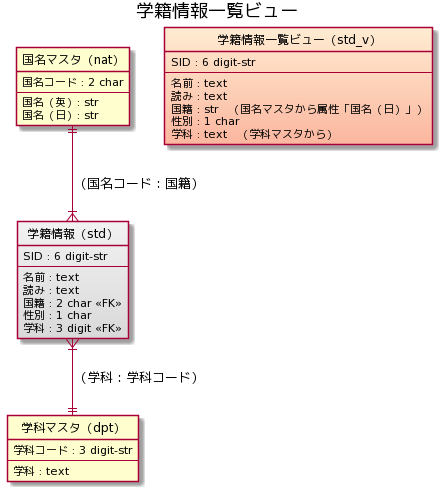 学籍情報一覧ビュー
国名マスタ（nat）
国名コード : 2 char
国名（英）: str
国名（日）: str
学籍情報一覧ビュー（std_v）
SID : 6 digit-str
名前 : text
読み : text
国籍 : str （国名マスタから属性「国名（日）」）
性別 : 1 char
学科 : text （学科マスタから）
（国名コード : 国籍）
学籍情報（std）
SID : 6 digit-str
名前 : text
読み : text
国籍 : 2 char «FK»
性別 : 1 char
学科 : 3 digit «FK»
（学科 : 学科コード）
学科マスタ（dpt）
学科コード : 3 digit-str
学科 : text